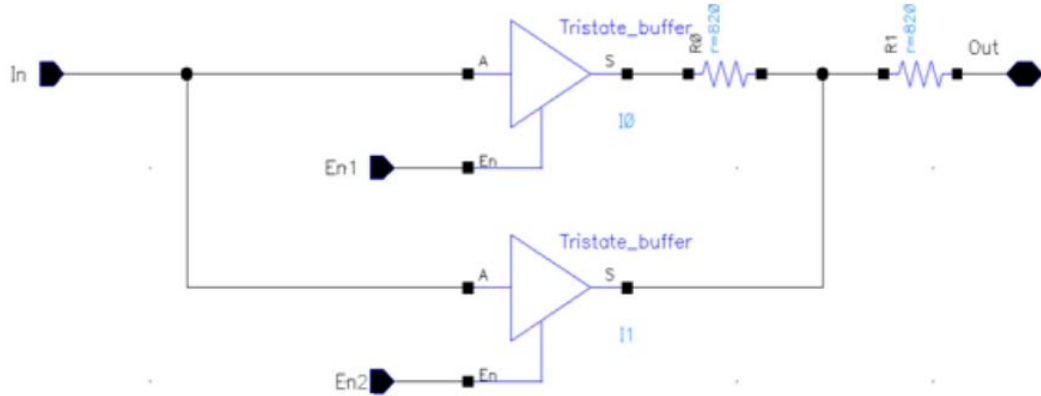 Tristate_buffer
R0
r=820
R1
r=820
Out
In
A
S
I0
En1
En
Tristate_buffer
A
S
I1
En2
En